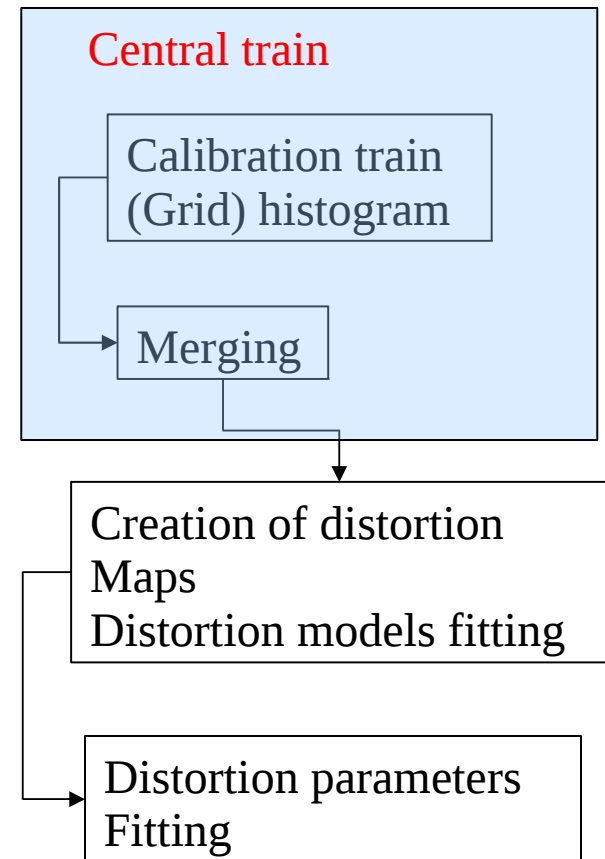 Central train
Calibration train
(Grid) histogram
Merging
Creation of distortion
Maps
Distortion models fitting
Distortion parameters
Fitting